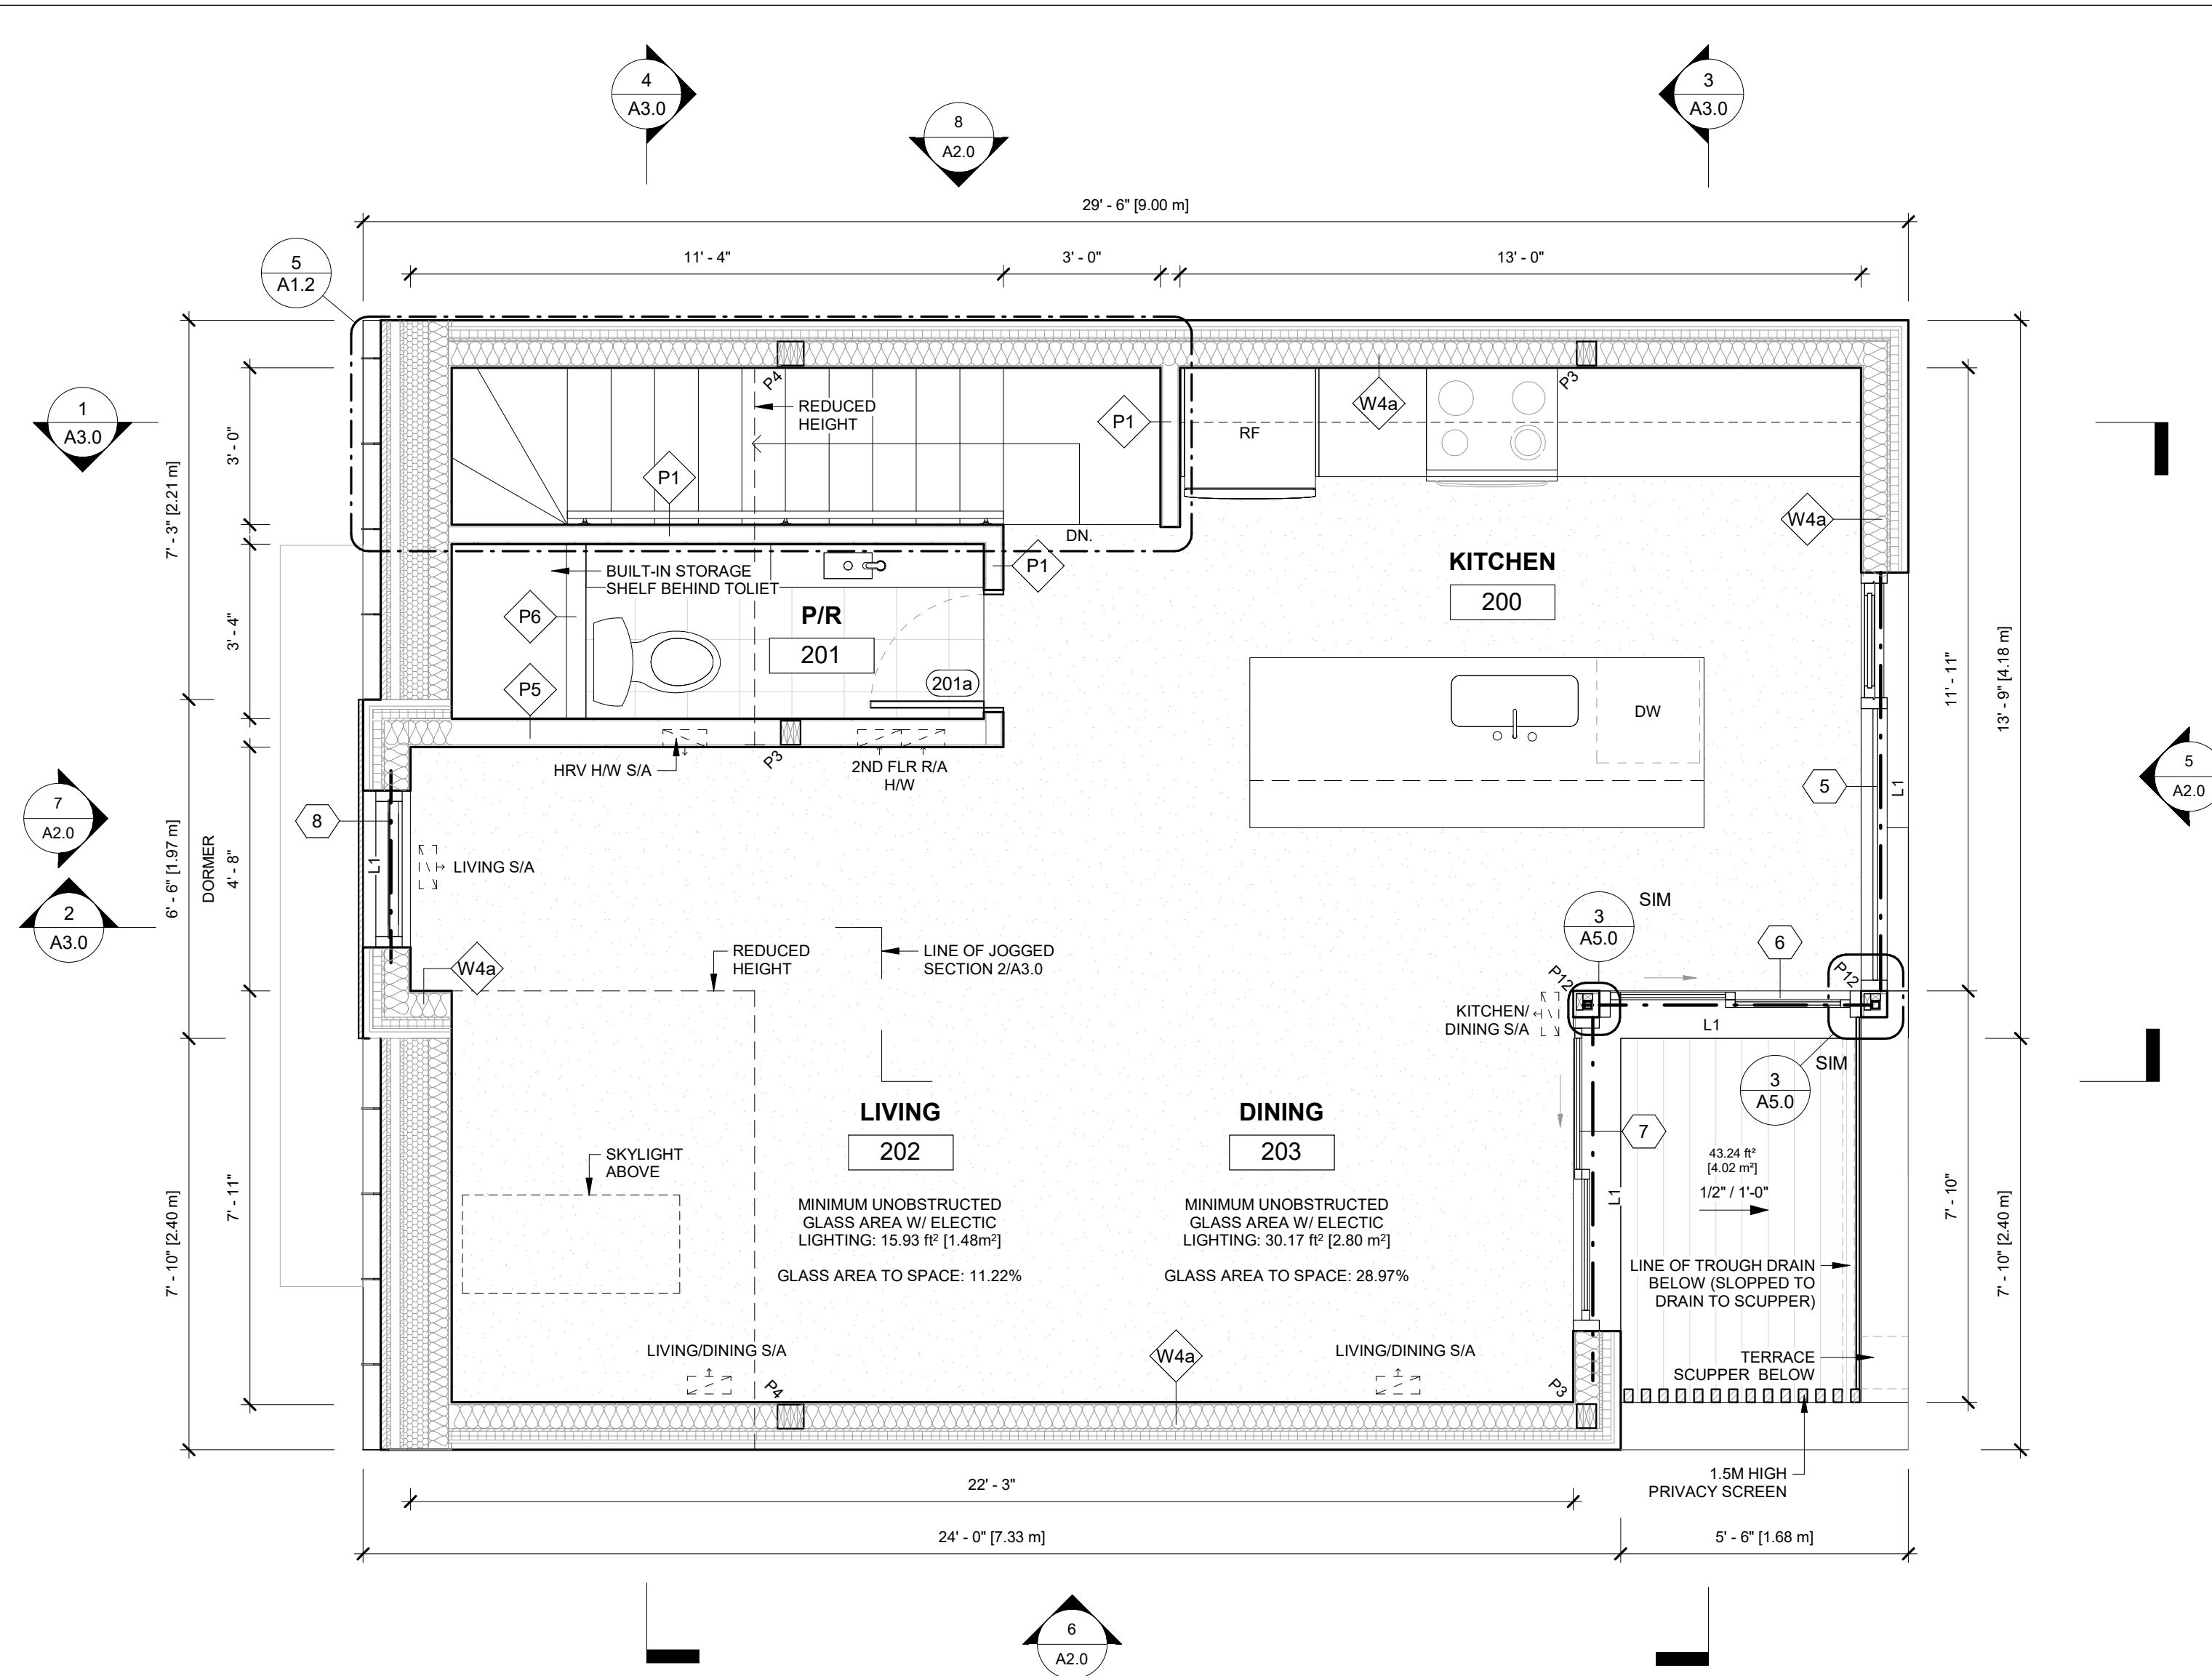 4
A3.0
3
A3.0
8
A2.0
29' - 6" [9.00 m]
11' - 4"
3' - 0"
13' - 0"
5
A1.2
1
A3.0
7' - 3" [2.21 m]
3' - 0"
P4
REDUCED
HEIGHT
P1
P1
RF
W4a
P3
W4a
DN.
P1
BUILT-IN STORAGE
SHELF BEHIND TOLIET
P/R
201
P6
P5
201a
3' - 4"
KITCHEN
200
DW
11' - 11"
13' - 9" [4.18 m]
HRV H/W S/A
P3
2ND FLR R/A
H/W
7
A2.0
8
5
L1
5
A2.0
6' - 6" [1.97 m]
DORMER
4' - 8"
L1
LIVING S/A
2
A3.0
W4a
REDUCED
HEIGHT
LINE OF JOGGED
SECTION 2/A3.0
3
A5.0
SIM
6
P12
P12
KITCHEN/
DINING S/A
L1
SIM
3
A5.0
LIVING
202
DINING
203
7
L1
43.24 ft²
[4.02 m²]
1/2" / 1'-0"
SKYLIGHT
ABOVE
7' - 10" [2.40 m]
7' - 11"
7' - 10"
7' - 10" [2.40 m]
MINIMUM UNOBSTRUCTED
GLASS AREA W/ ELECTIC
LIGHTING: 15.93 ft² [1.48m²]
GLASS AREA TO SPACE: 11.22%
MINIMUM UNOBSTRUCTED
GLASS AREA W/ ELECTIC
LIGHTING: 30.17 ft² [2.80 m²]
GLASS AREA TO SPACE: 28.97%
LINE OF TROUGH DRAIN
BELOW (SLOPPED TO
DRAIN TO SCUPPER)
LIVING/DINING S/A
P4
W4a
LIVING/DINING S/A
P3
TERRACE
SCUPPER BELOW
1.5M HIGH
PRIVACY SCREEN
22' - 3"
24' - 0" [7.33 m]
5' - 6" [1.68 m]
6
A2.0